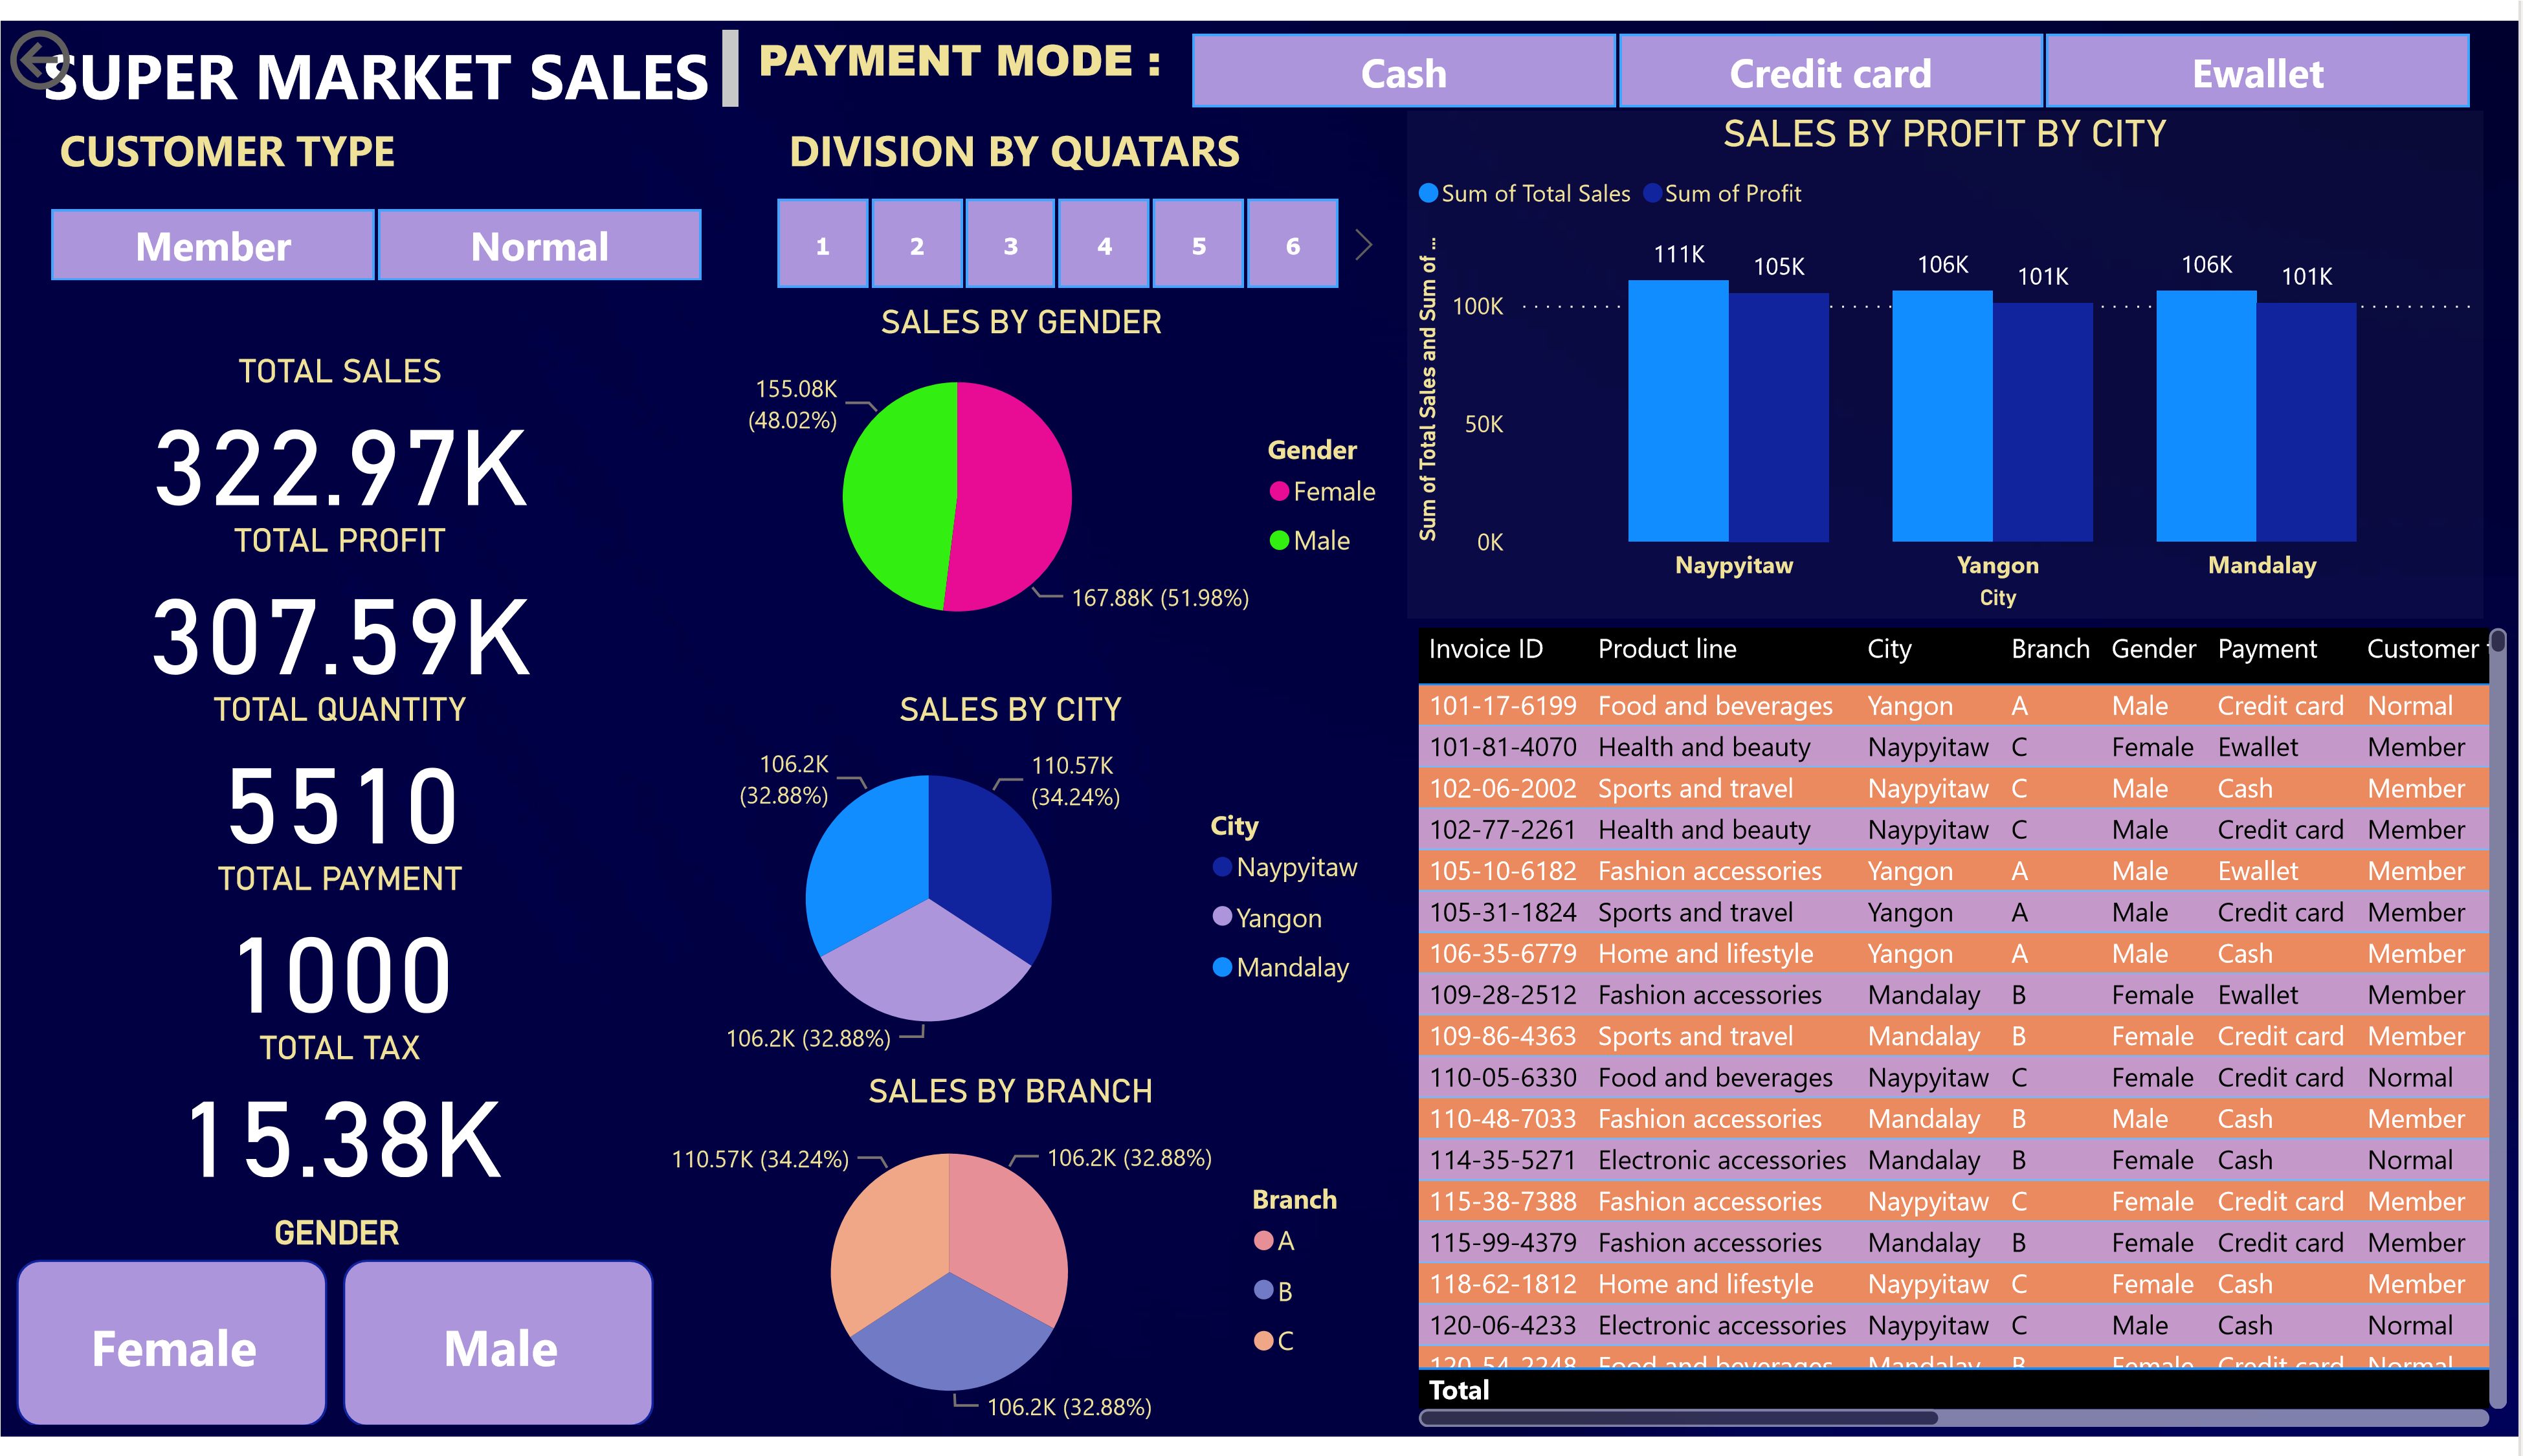 SUPER MARKET SALES
PAYMENT MODE :
Cash
Credit card
Ewallet
CUSTOMER TYPE
Member
Normal
TOTAL SALES
322.97K
TOTAL PROFIT
307.59K
TOTAL QUANTITY
5510
TOTAL PAYMENT
1000
TOTAL TAX
15.38K
GENDER
Female
Male
DIVISION BY QUATARS
1 2 3 4 5 6
SALES BY GENDER
155.08K
(48.02%)
167.88K (51.98%)
Gender
Female
Male
SALES BY CITY
106.2K
(32.88%)
110.57K
(34.24%)
106.2K (32.88%)
City
Naypyitaw
Yangon
Mandalay
SALES BY BRANCH
110.57K (34.24%)
106.2K (32.88%)
106.2K (32.88%)
Branch
A
B
C
SALES BY PROFIT BY CITY
Sum of Total Sales Sum of Profit
Sum of Total Sales and Sum of ...
100K
50K
0K
111K 105K
106K 101K
106K 101K
Naypyitaw Yangon Mandalay
City
Invoice ID Product line City Branch Gender Payment Customer
101-17-6199 Food and beverages Yangon A Male Credit card Normal
101-81-4070 Health and beauty Naypyitaw C Female Ewallet Member
102-06-2002 Sports and travel Naypyitaw C Male Cash Member
102-77-2261 Health and beauty Naypyitaw C Male Credit card Member
105-10-6182 Fashion accessories Yangon A Male Ewallet Member
105-31-1824 Sports and travel Yangon A Male Credit card Member
106-35-6779 Home and lifestyle Yangon A Male Cash Member
109-28-2512 Fashion accessories Mandalay B Female Ewallet Member
109-86-4363 Sports and travel Mandalay B Female Credit card Member
110-05-6330 Food and beverages Naypyitaw C Female Credit card Normal
110-48-7033 Fashion accessories Mandalay B Male Cash Member
114-35-5271 Electronic accessories Mandalay B Female Cash Normal
115-38-7388 Fashion accessories Naypyitaw C Female Credit card Member
115-99-4379 Fashion accessories Mandalay B Female Credit card Member
118-62-1812 Home and lifestyle Naypyitaw C Female Cash Member
120-06-4233 Electronic accessories Naypyitaw C Male Cash Normal
120-54-2248 Food and beverages Mandalay B Female Credit card Normal
Total